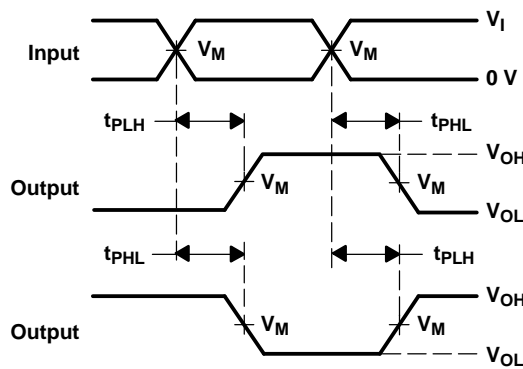 V_I
Input V_M V_M
0 V
t_PLH t_PHL
V_OH
Output V_M V_M
V_OL
t_PHL t_PLH
V_OH
Output V_M V_M
V_OL